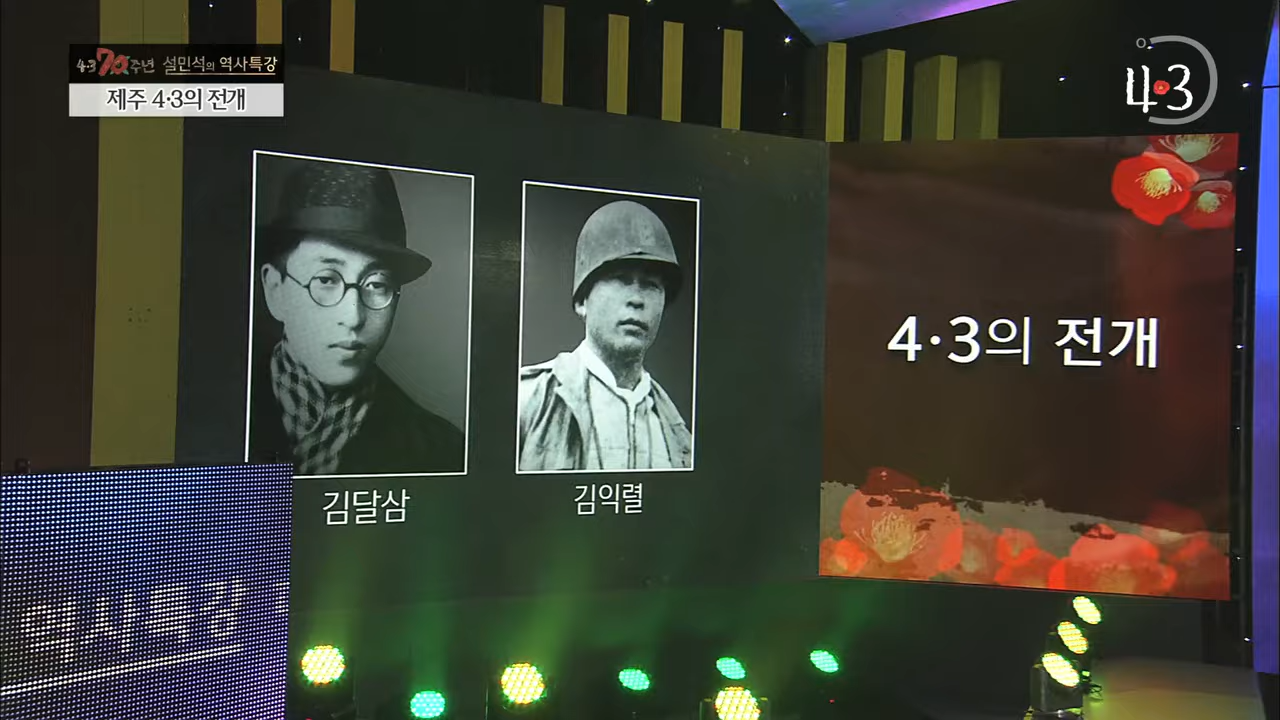 4·3 70주년 설민석의 역사특강
제주 4·3의 전개
4·3
4·3의 전개
김달삼
김익렬
역사특강